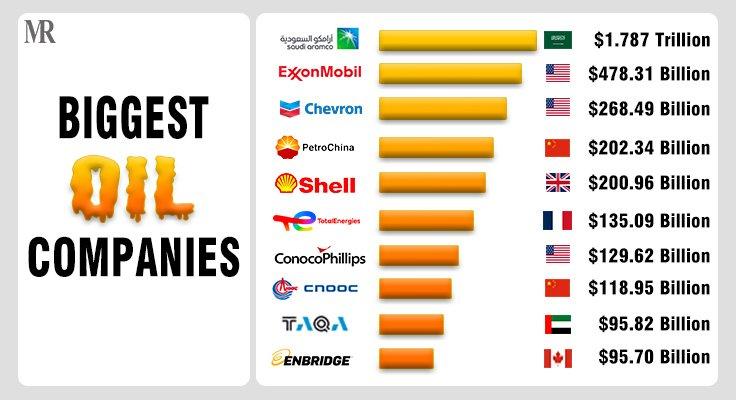 MR
BIGGEST
OIL
COMPANIES
أرامكو السعودية
saudi aramco
$1.787 Trillion
ExxonMobil
$478.31 Billion
Chevron
$268.49 Billion
PetroChina
$202.34 Billion
Shell
$200.96 Billion
TotalEnergies
$135.09 Billion
ConocoPhillips
$129.62 Billion
CNOOC
$118.95 Billion
TAQA
$95.82 Billion
ENBRIDGE
$95.70 Billion